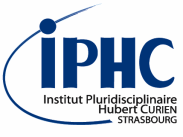 iPHC
Institut Pluridisciplinaire
Hubert CURIEN
STRASBOURG